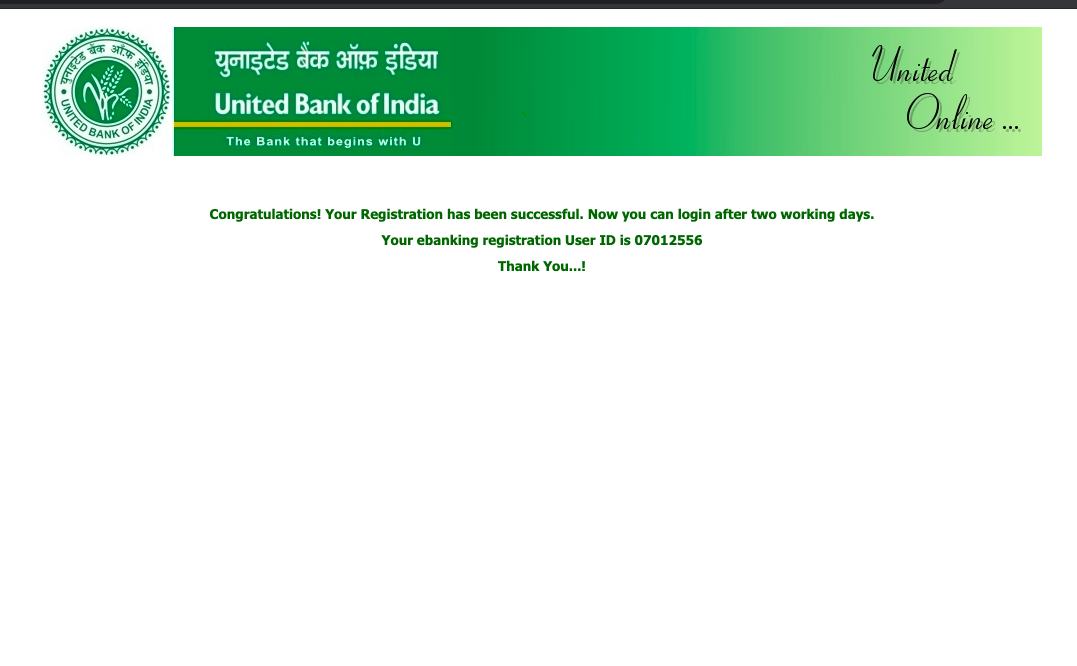 युनाइटेड बैंक ऑफ़ इंडिया
UNITED BANK OF INDIA
युनाइटेड बैंक ऑफ़ इंडिया
United Bank of India
The Bank that begins with U
United
Online ...
Congratulations! Your Registration has been successful. Now you can login after two working days.
Your ebanking registration User ID is 07012556
Thank You...!